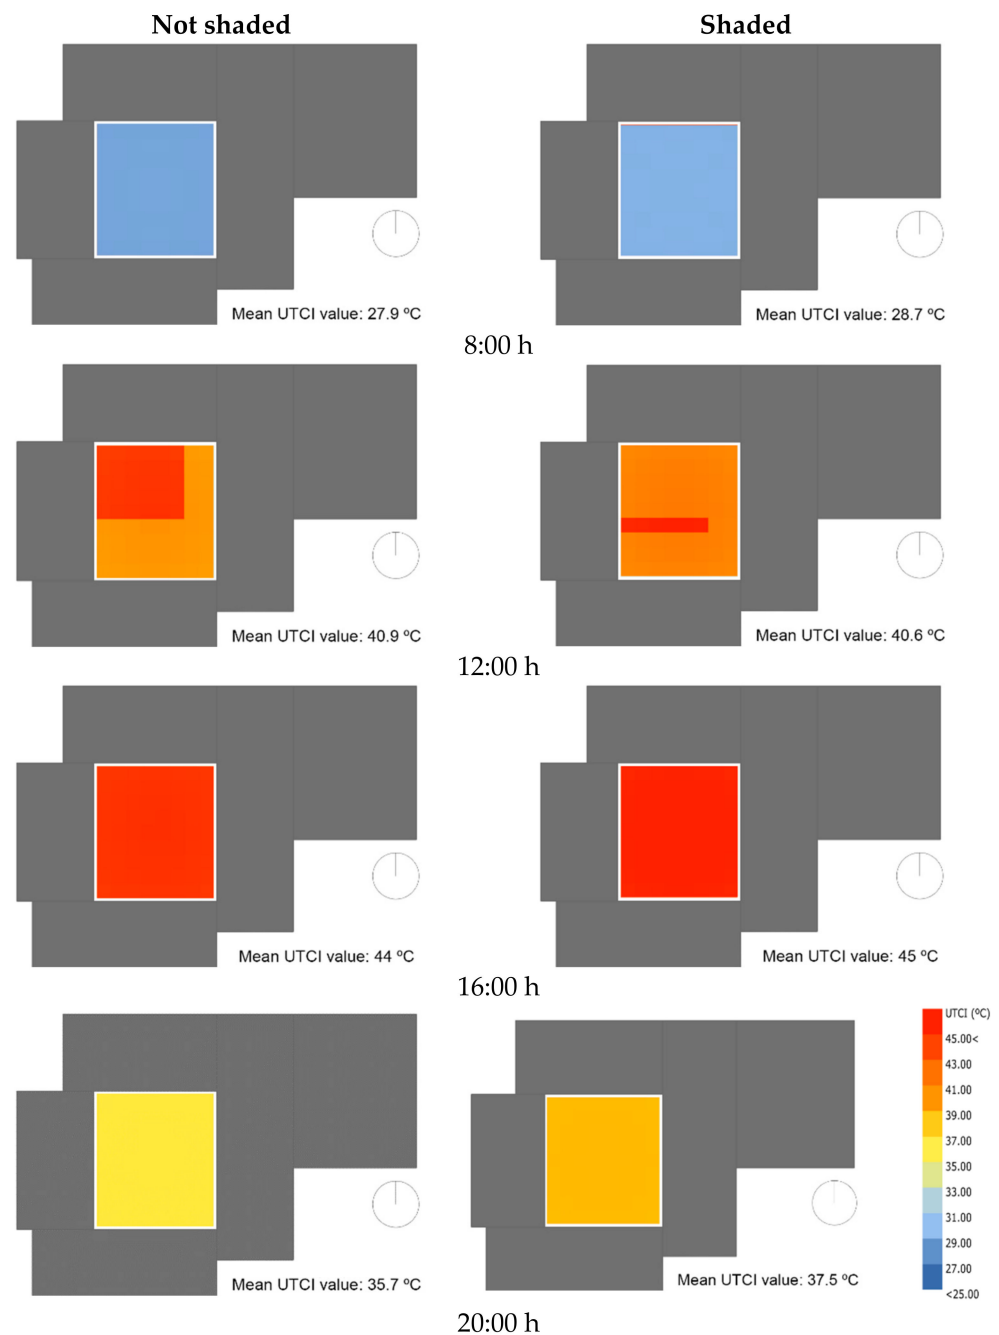 Not shaded
Shaded
Mean UTCI value: 27.9 ºC
Mean UTCI value: 28.7 ºC
8:00 h
Mean UTCI value: 40.9 ºC
Mean UTCI value: 40.6 ºC
12:00 h
Mean UTCI value: 44 ºC
Mean UTCI value: 45 ºC
16:00 h
UTCI (ºC)
45.00<
43.00
41.00
39.00
37.00
35.00
33.00
31.00
29.00
27.00
<25.00
Mean UTCI value: 35.7 ºC
Mean UTCI value: 37.5 ºC
20:00 h